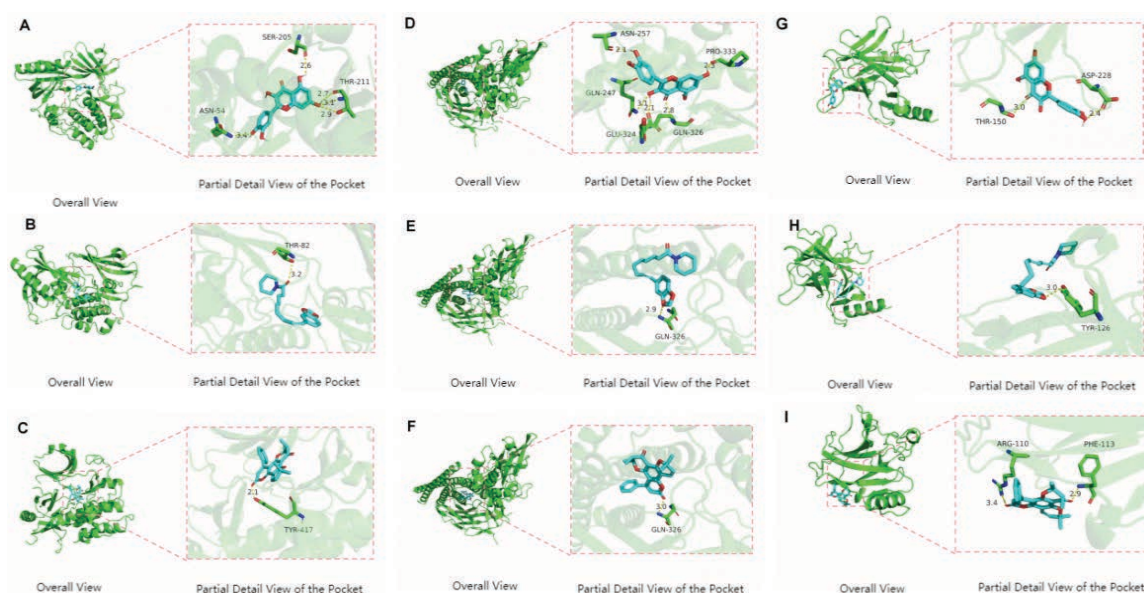 A
SER-205
2.6
THR-211
2.7
3.1
2.9
ASN-54
3.4
Overall View
Partial Detail View of the Pocket
B
THR-82
3.2
Overall View
Partial Detail View of the Pocket
C
2.1
TYR-417
Overall View
Partial Detail View of the Pocket
D
ASN-257
2.1
PRO-333
GLN-247
3.1
2.1
2.8
GLU-324
GLN-326
Overall View
Partial Detail View of the Pocket
E
2.9
GLN-326
Overall View
Partial Detail View of the Pocket
F
3.0
GLN-326
Overall View
Partial Detail View of the Pocket
G
ASP-228
3.0
2.4
THR-150
Overall View
Partial Detail View of the Pocket
H
3.0
TYR-126
Overall View
Partial Detail View of the Pocket
I
ARG-110
PHE-113
2.9
3.4
Overall View
Partial Detail View of the Pocket